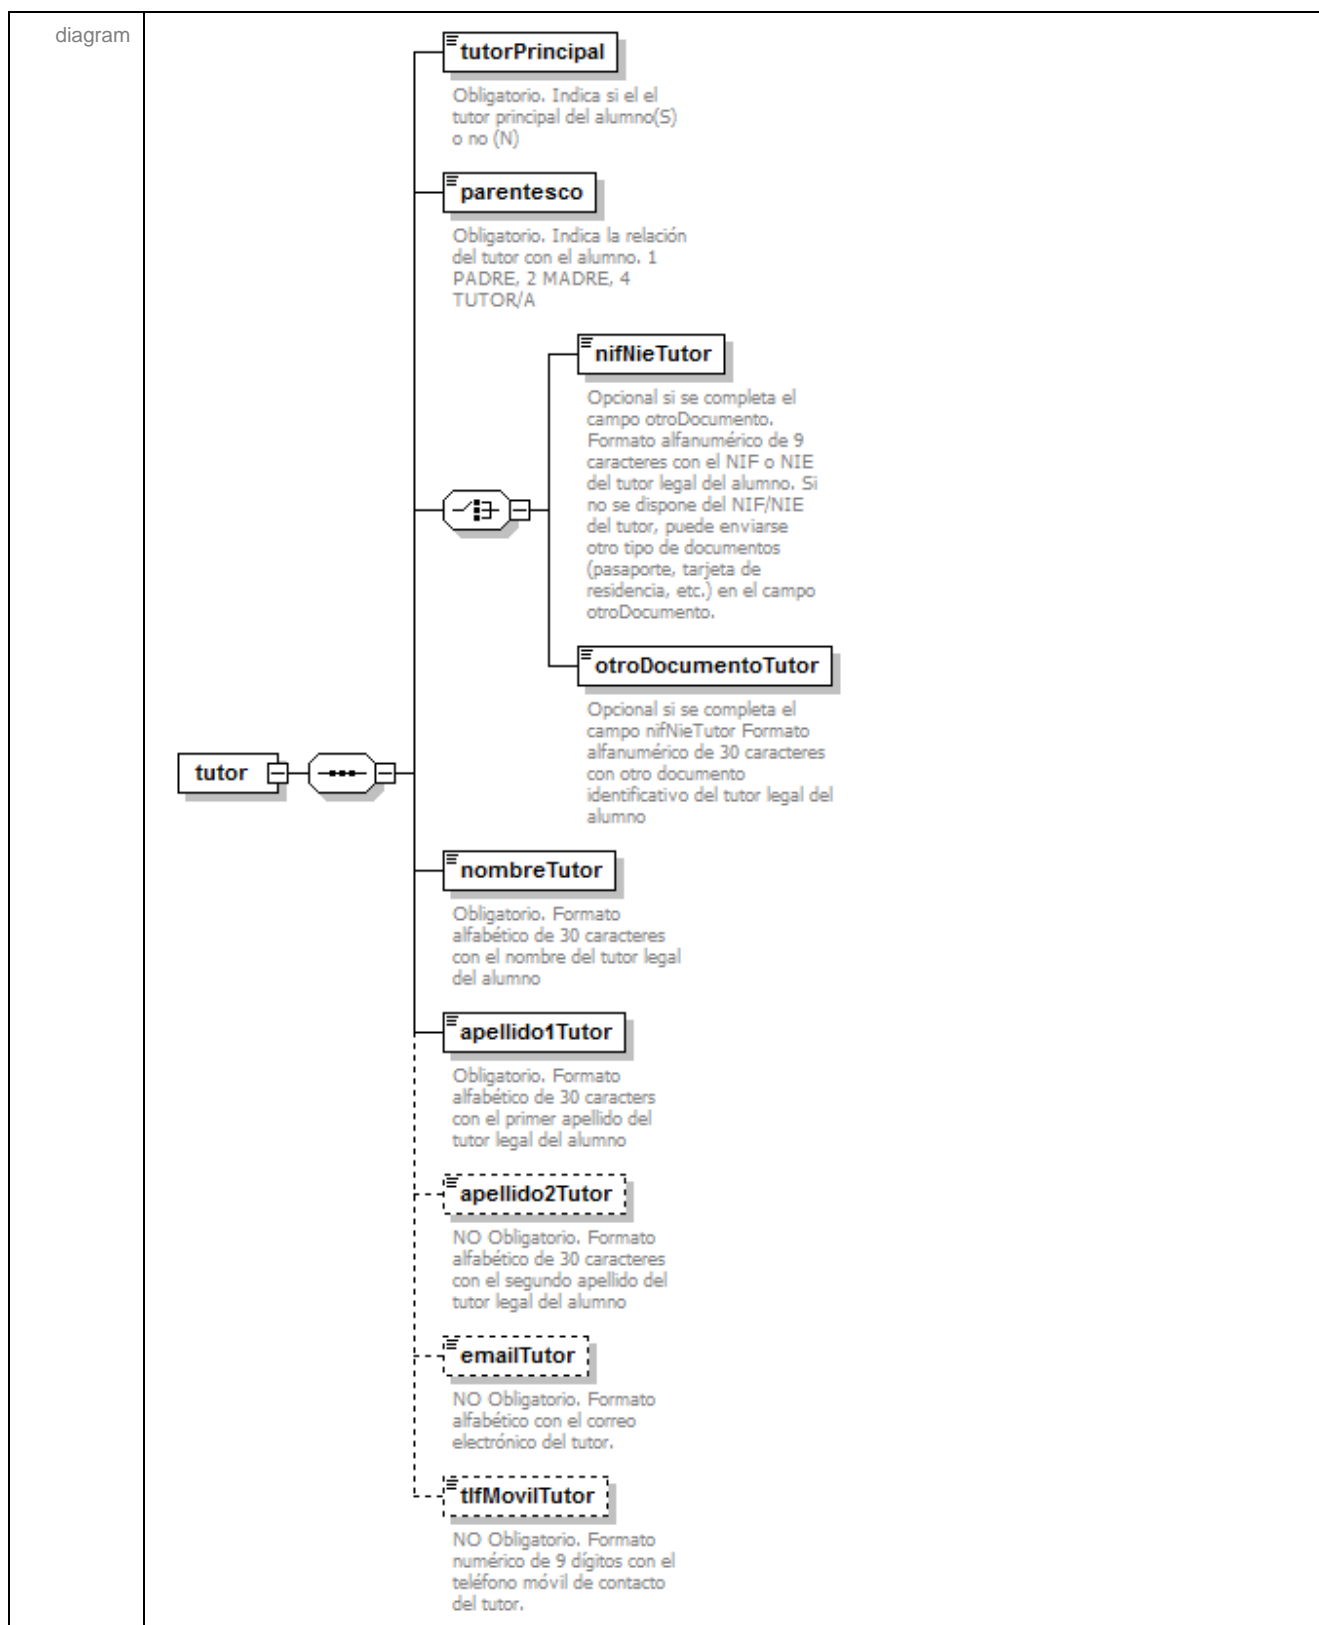 diagram
tutorPrincipal
Obligatorio. Indica si el el
tutor principal del alumno(S)
o no (N)
parentesco
Obligatorio. Indica la relación
del tutor con el alumno. 1
PADRE, 2 MADRE, 4
TUTOR/A
nifNieTutor
Opcional si se completa el
campo otroDocumento.
Formato alfanumérico de 9
caracteres con el NIF o NIE
del tutor legal del alumno. Si
no se dispone del NIF/NIE
del tutor, puede enviarse
otro tipo de documentos
(pasaporte, tarjeta de
residencia, etc.) en el campo
otroDocumento.
otroDocumentoTutor
Opcional si se completa el
campo nifNieTutor Formato
alfanumérico de 30 caracteres
con otro documento
identificativo del tutor legal del
alumno
tutor
nombreTutor
Obligatorio. Formato
alfabético de 30 caracteres
con el nombre del tutor legal
del alumno
apellido1Tutor
Obligatorio. Formato
alfabético de 30 caracters
con el primer apellido del
tutor legal del alumno
apellido2Tutor
NO Obligatorio. Formato
alfabético de 30 caracteres
con el segundo apellido del
tutor legal del alumno
emailTutor
NO Obligatorio. Formato
alfabético con el correo
electrónico del tutor.
tlfMovilTutor
NO Obligatorio. Formato
numérico de 9 dígitos con el
teléfono móvil de contacto
del tutor.